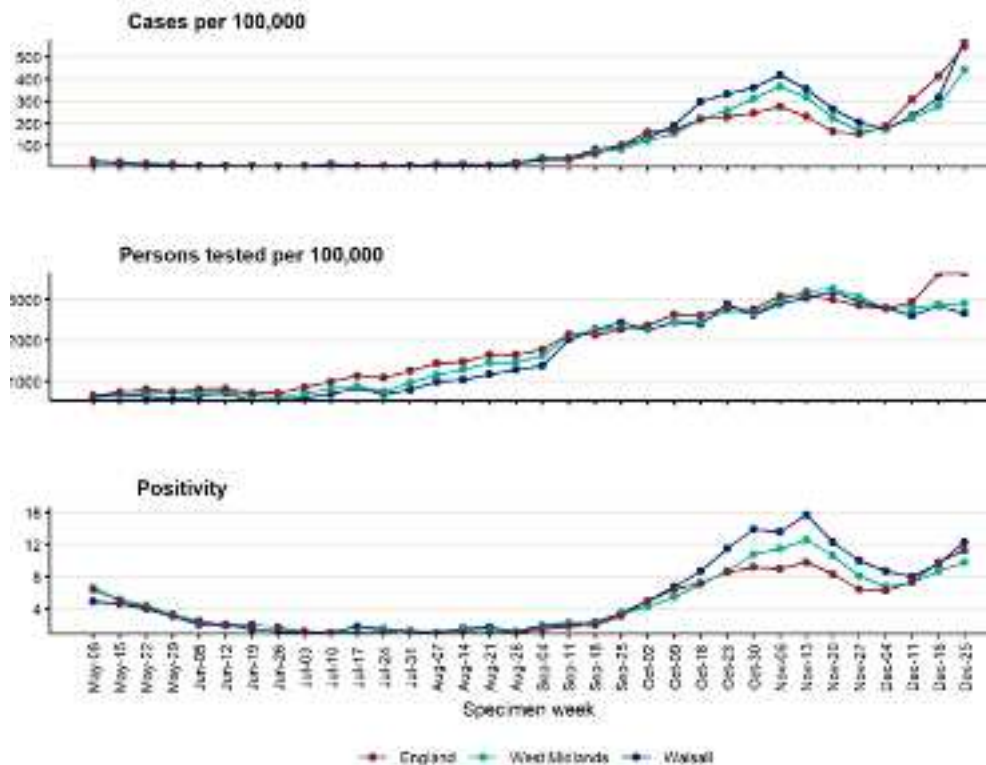 Cases per 100,000
500
400
300
200
100
Persons tested per 100,000
3000
2000
1000
Positivity
16
12
8
4
May-08
May-15
May-22
May-29
Jun-05
Jun-12
Jun-19
Jun-26
Jul-03
Jul-10
Jul-17
Jul-24
Jul-31
Aug-07
Aug-14
Aug-21
Aug-28
Sep-04
Sep-11
Sep-18
Sep-25
Oct-02
Oct-09
Oct-16
Oct-23
Oct-30
Nov-06
Nov-13
Nov-20
Nov-27
Dec-04
Dec-11
Dec-18
Dec-25
Specimen week
England West Midlands Walsall